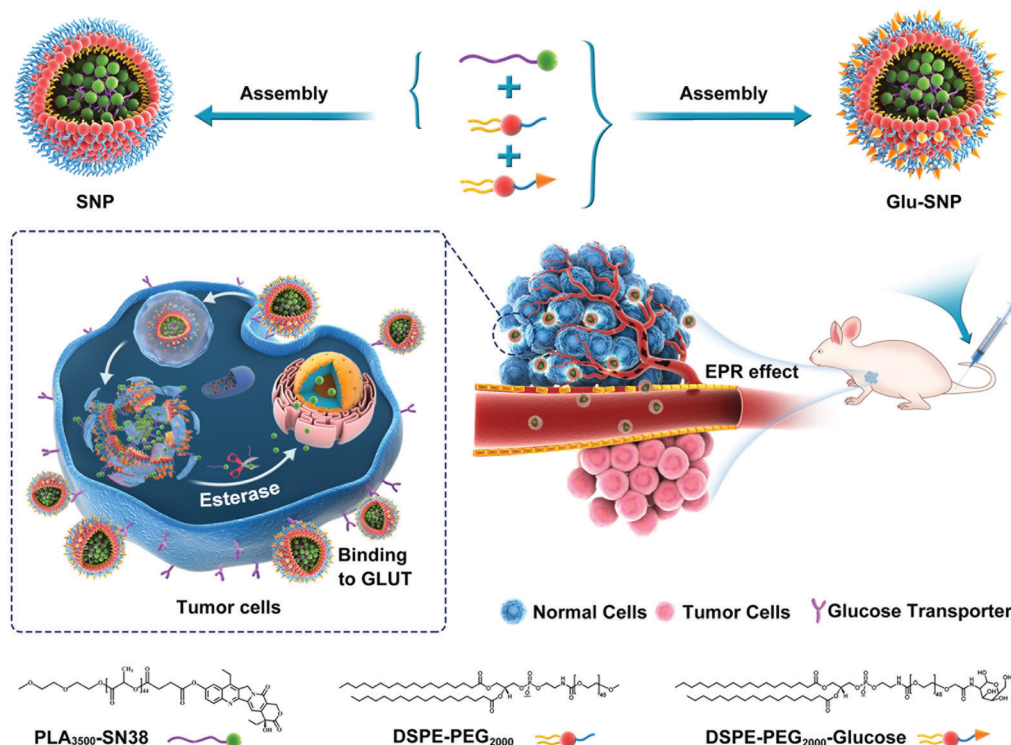 Assembly
Assembly
SNP
Glu-SNP
EPR effect
Esterase
Binding
to GLUT
Tumor cells
Normal Cells
Tumor Cells
Glucose Transporter
PLA3500-SN38
DSPE-PEG2000
DSPE-PEG2000-Glucose